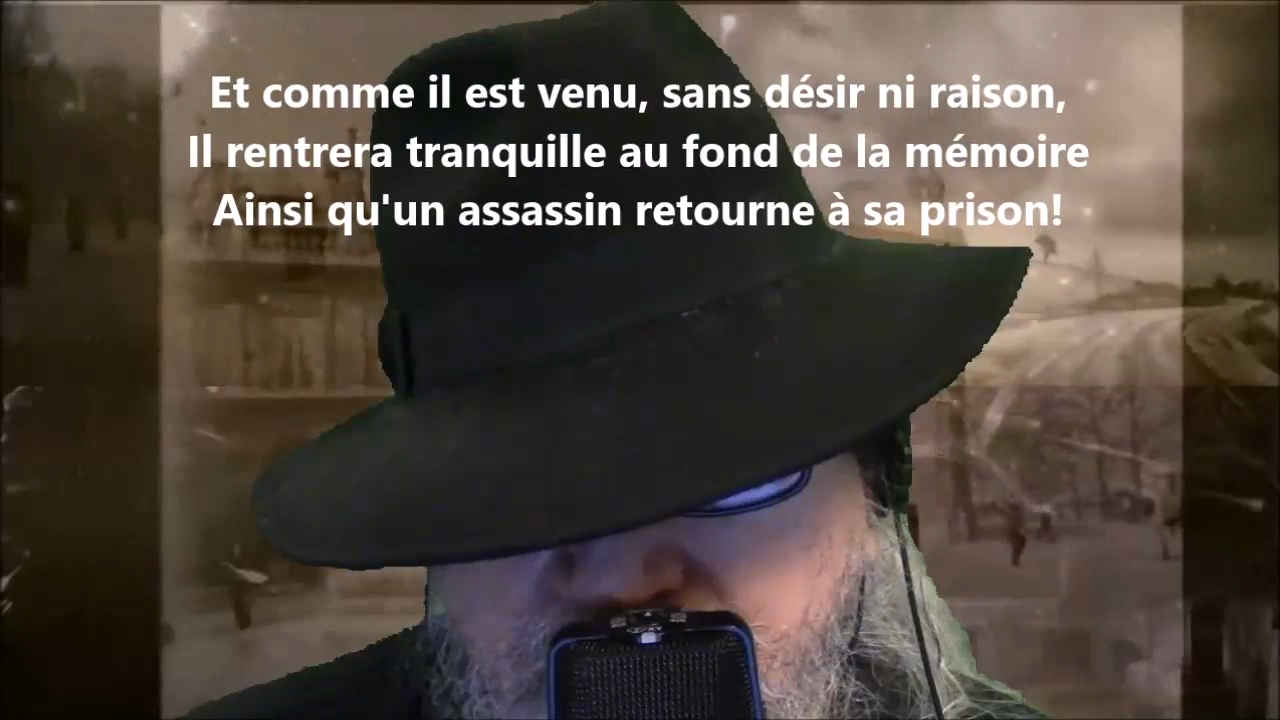 Et comme il est venu, sans désir ni raison,
Il rentrera tranquille au fond de la mémoire
Ainsi qu'un assassin retourne à sa prison!